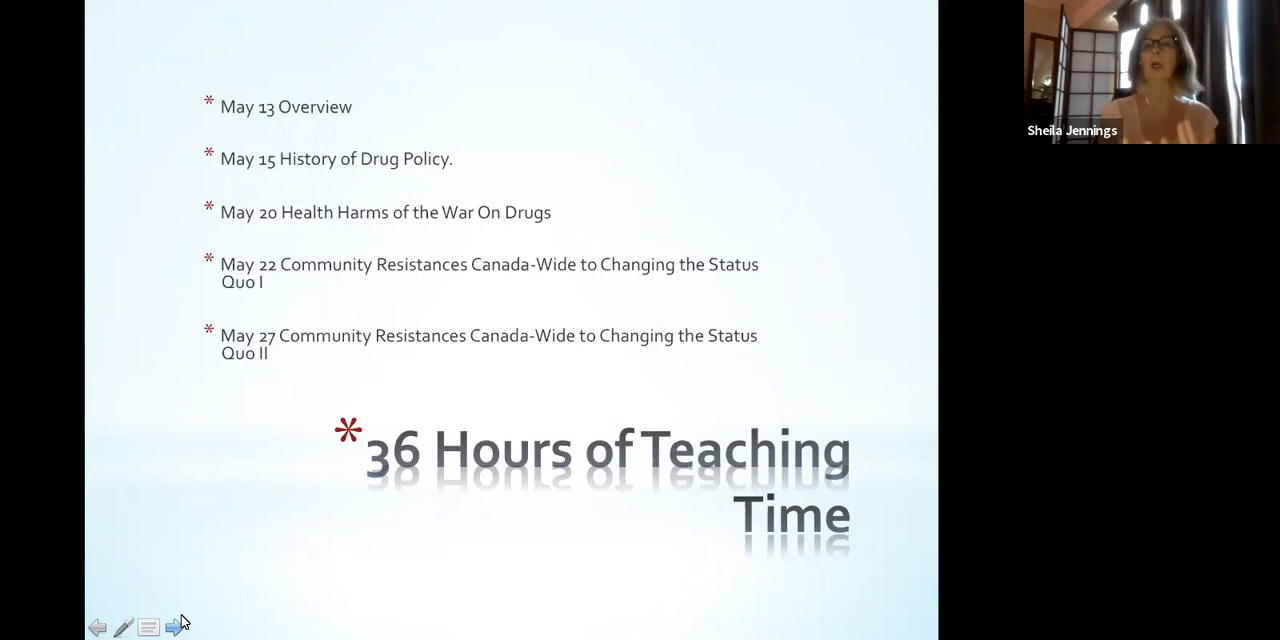 * May 13 Overview
* May 15 History of Drug Policy.
* May 20 Health Harms of the War On Drugs
* May 22 Community Resistances Canada-Wide to Changing the Status
Quo I
* May 27 Community Resistances Canada-Wide to Changing the Status
Quo II
* 36 Hours of Teaching
Time
Sheila Jennings